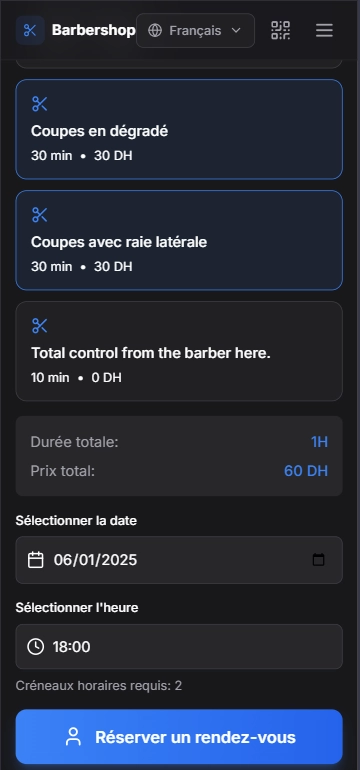 Barbershop
Français
Coupes en dégradé
30 min • 30 DH
Coupes avec raie latérale
30 min • 30 DH
Total control from the barber here.
10 min • 0 DH
Durée totale: 1H
Prix total: 60 DH
Sélectionner la date
06/01/2025
Sélectionner l'heure
18:00
Créneaux horaires requis: 2
Réserver un rendez-vous